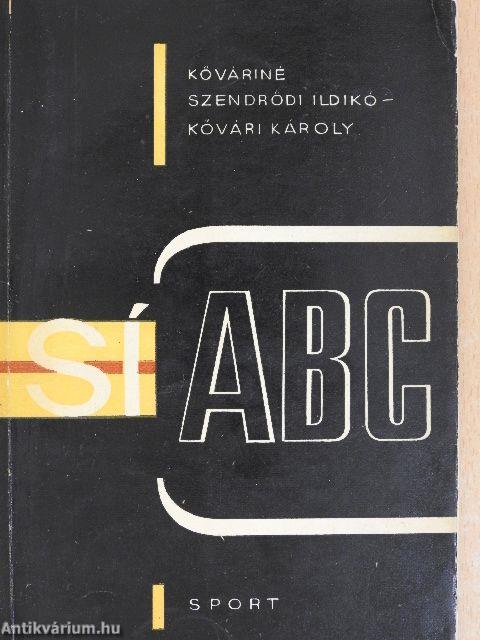 KŐVÁRINÉ
SZENDRŐDI ILDIKÓ –
KŐVÁRI KÁROLY
SÍ ABC
SPORT
Antikvárium.hu